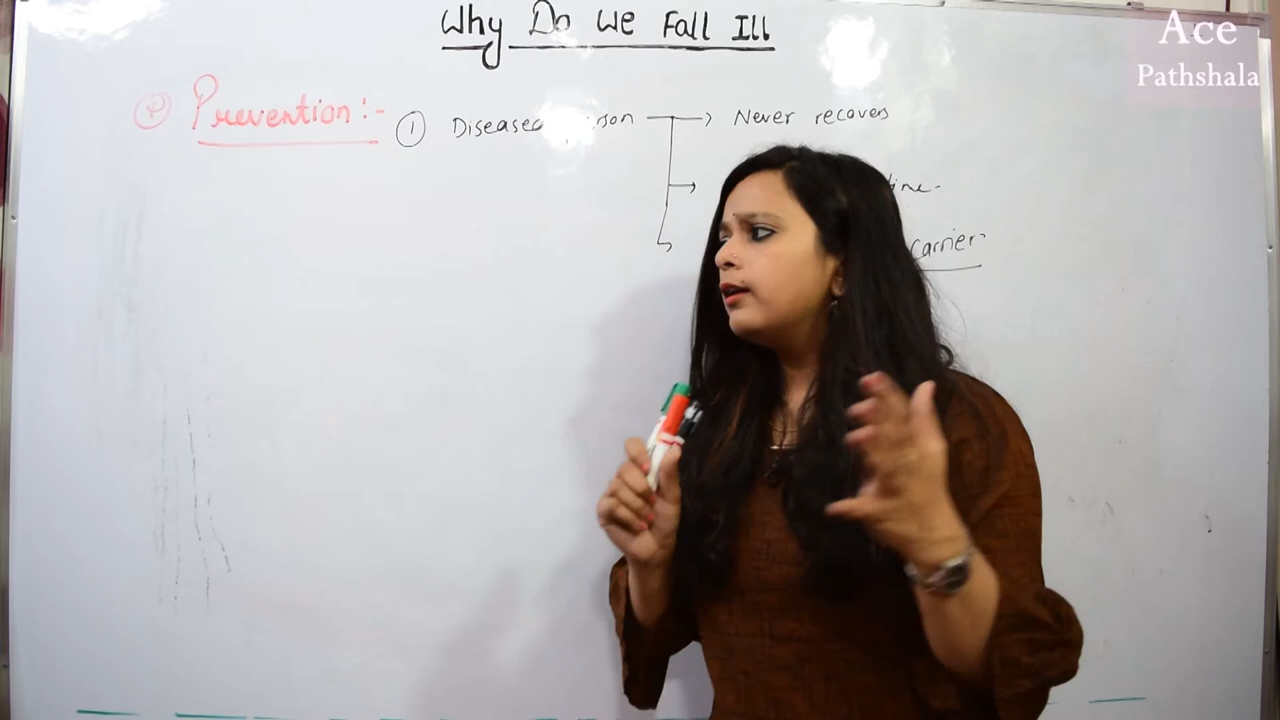 Why Do We Fall Ill
Ace
Pathshala
Prevention :-
① Diseased → Never recovers
carrier